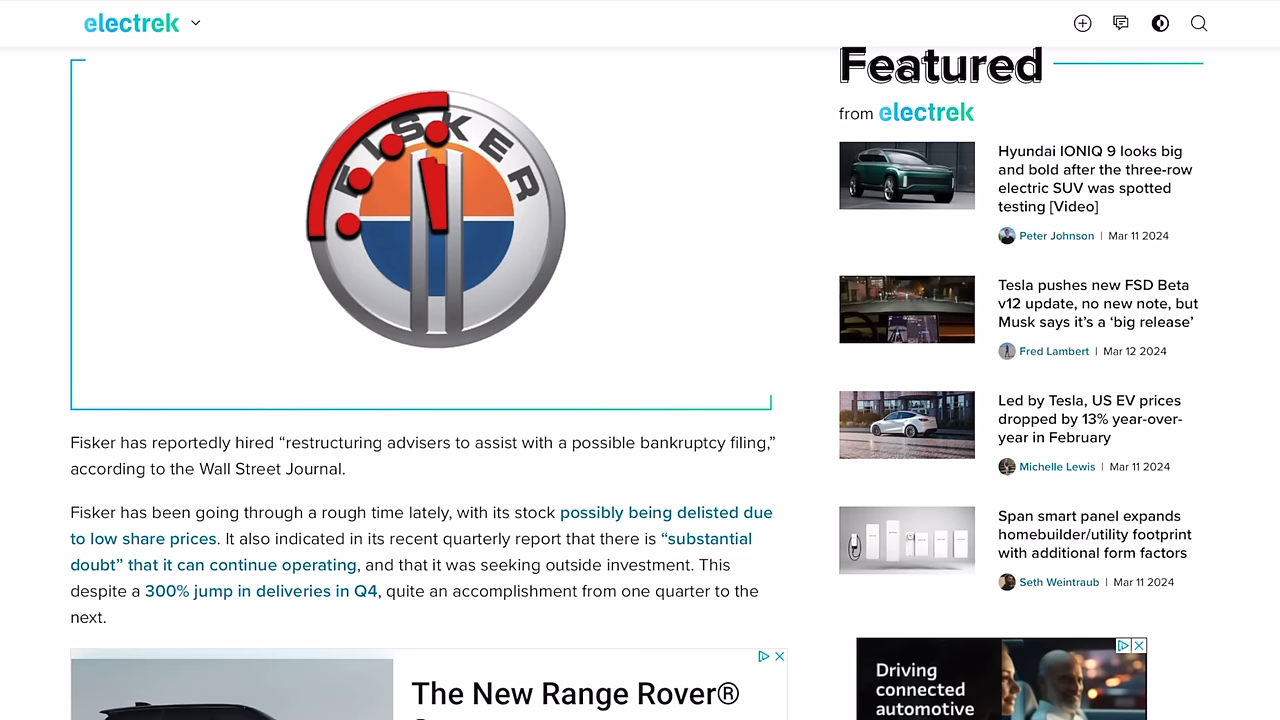 electrek
FISKER
Fisker has reportedly hired “restructuring advisers to assist with a possible bankruptcy filing,”
according to the Wall Street Journal.
Fisker has been going through a rough time lately, with its stock possibly being delisted due
to low share prices. It also indicated in its recent quarterly report that there is “substantial
doubt” that it can continue operating, and that it was seeking outside investment. This
despite a 300% jump in deliveries in Q4, quite an accomplishment from one quarter to the
next.
The New Range Rover®
Featured
from electrek
Hyundai IONIQ 9 looks big
and bold after the three-row
electric SUV was spotted
testing [Video]
Peter Johnson | Mar 11 2024
Tesla pushes new FSD Beta
v12 update, no new note, but
Musk says it’s a ‘big release’
Fred Lambert | Mar 12 2024
Led by Tesla, US EV prices
dropped by 13% year-over-
year in February
Michelle Lewis | Mar 11 2024
Span smart panel expands
homebuilder/utility footprint
with additional form factors
Seth Weintraub | Mar 11 2024
Driving
connected
automotive